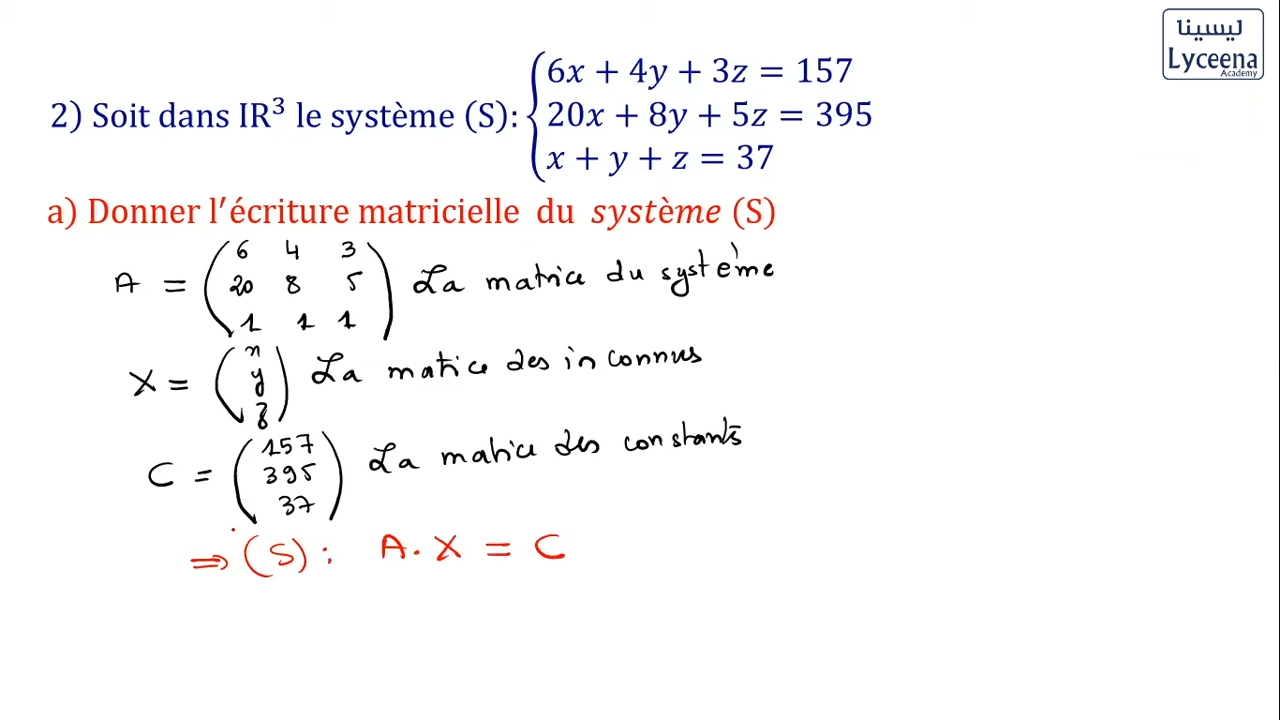 ليسينا
Lyceena
Academy
6x + 4y + 3z = 157
2) Soit dans IR³ le système (S): 20x + 8y + 5z = 395
x + y + z = 37
a) Donner l'écriture matricielle du système (S)
6 4 3
A = 20 8 5 La matrice du système
1 1 1
x
X = y La matice des inconnus
z
157
C = 395 La matice des constants
37
⇒ (S) : A . X = C